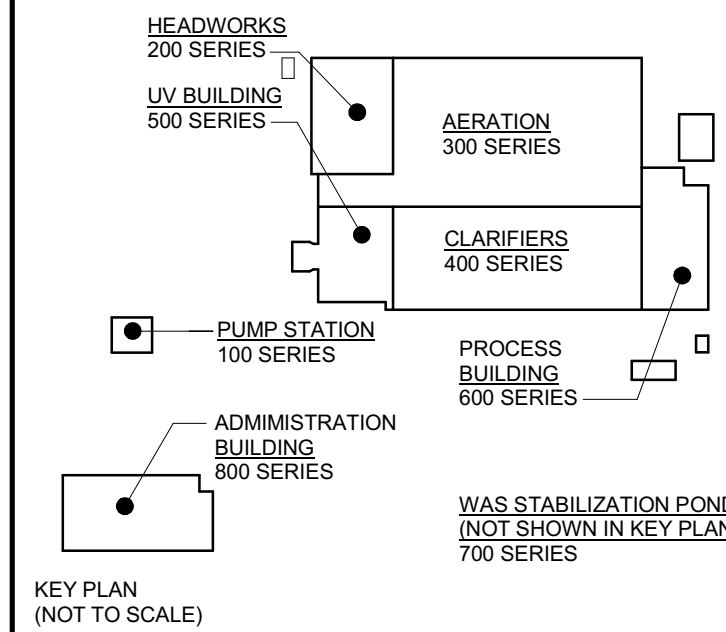 HEADWORKS
200 SERIES
UV BUILDING
500 SERIES
AERATION
300 SERIES
CLARIFIERS
400 SERIES
PUMP STATION
100 SERIES
PROCESS
BUILDING
600 SERIES
ADMIMISTRATION
BUILDING
800 SERIES
WAS STABILIZATION POND
(NOT SHOWN IN KEY PLAN
700 SERIES
KEY PLAN
(NOT TO SCALE)